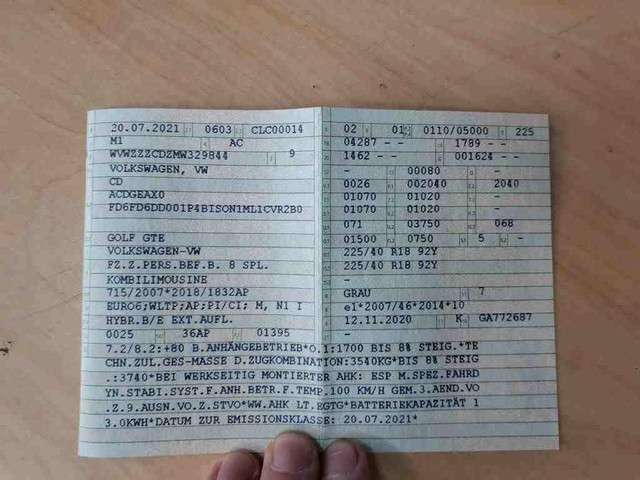 20.07.2021 0603 CLC00014
M1 AC
WVWZZZCDZMW329844 9
VOLKSWAGEN, VW
CD
ACDGEAX0
FD6FD6DD001P4BISON1ML1CVR2B0
GOLF GTE
VOLKSWAGEN-VW
FZ.Z.PERS.BEF.B. 8 SPL.
KOMBILIMOUSINE
715/2007*2018/1832AP
EURO6;WLTP;AP;PI/CI; M, N1 I
HYBR.B/E EXT.AUFL.
0025 36AP 01395
02 012 0110/05000 225
04287 - - 1789 - -
1462 - - 001624 - -
- 00080 -
0026 002040 2040
01070 01020 -
01070 01020 -
071 03750 068
01500 0750 5 -
225/40 R18 92Y
225/40 R18 92Y
-
GRAU 7
e1*2007/46*2014*10
12.11.2020 K GA772687
-
7.2/8.2:+80 B.ANHÄNGEBETRIEB*O.1:1700 BIS 8% STEIG.*TE
CHN.ZUL.GES-MASSE D.ZUGKOMBINATION:3540KG*BIS 8% STEIG
.:3740*BEI WERKSEITIG MONTIERTER AHK: ESP M.SPEZ.FAHRD
YN.STABI.SYST.F.ANH.BETR.F.TEMP.100 KM/H GEM.3.AEND.VO
.Z.9.AUSN.VO.Z.STVO*WW.AHK LT.EGTG*BATTERIEKAPAZITÄT 1
3.0KWH*DATUM ZUR EMISSIONSKLASSE: 20.07.2021*